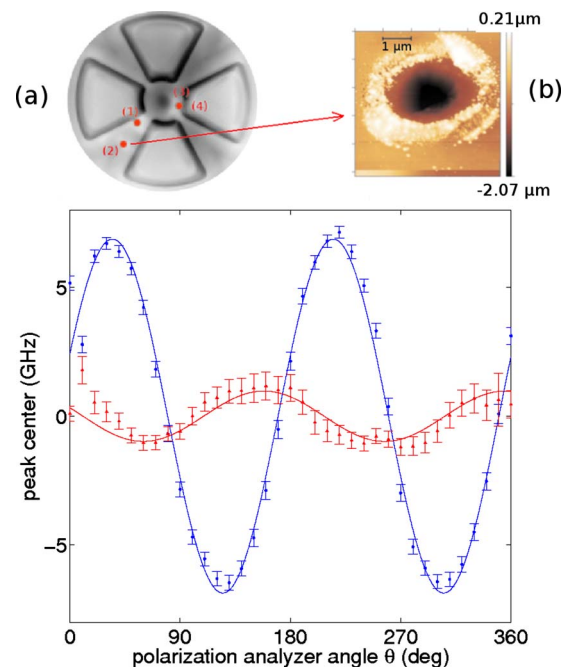 (a)
(1)
(2)
(3)
(4)
0.21μm
1 μm
(b)
-2.07 μm
5
0
−5
peak center (GHz)
0
90
180
270
360
polarization analyzer angle θ (deg)